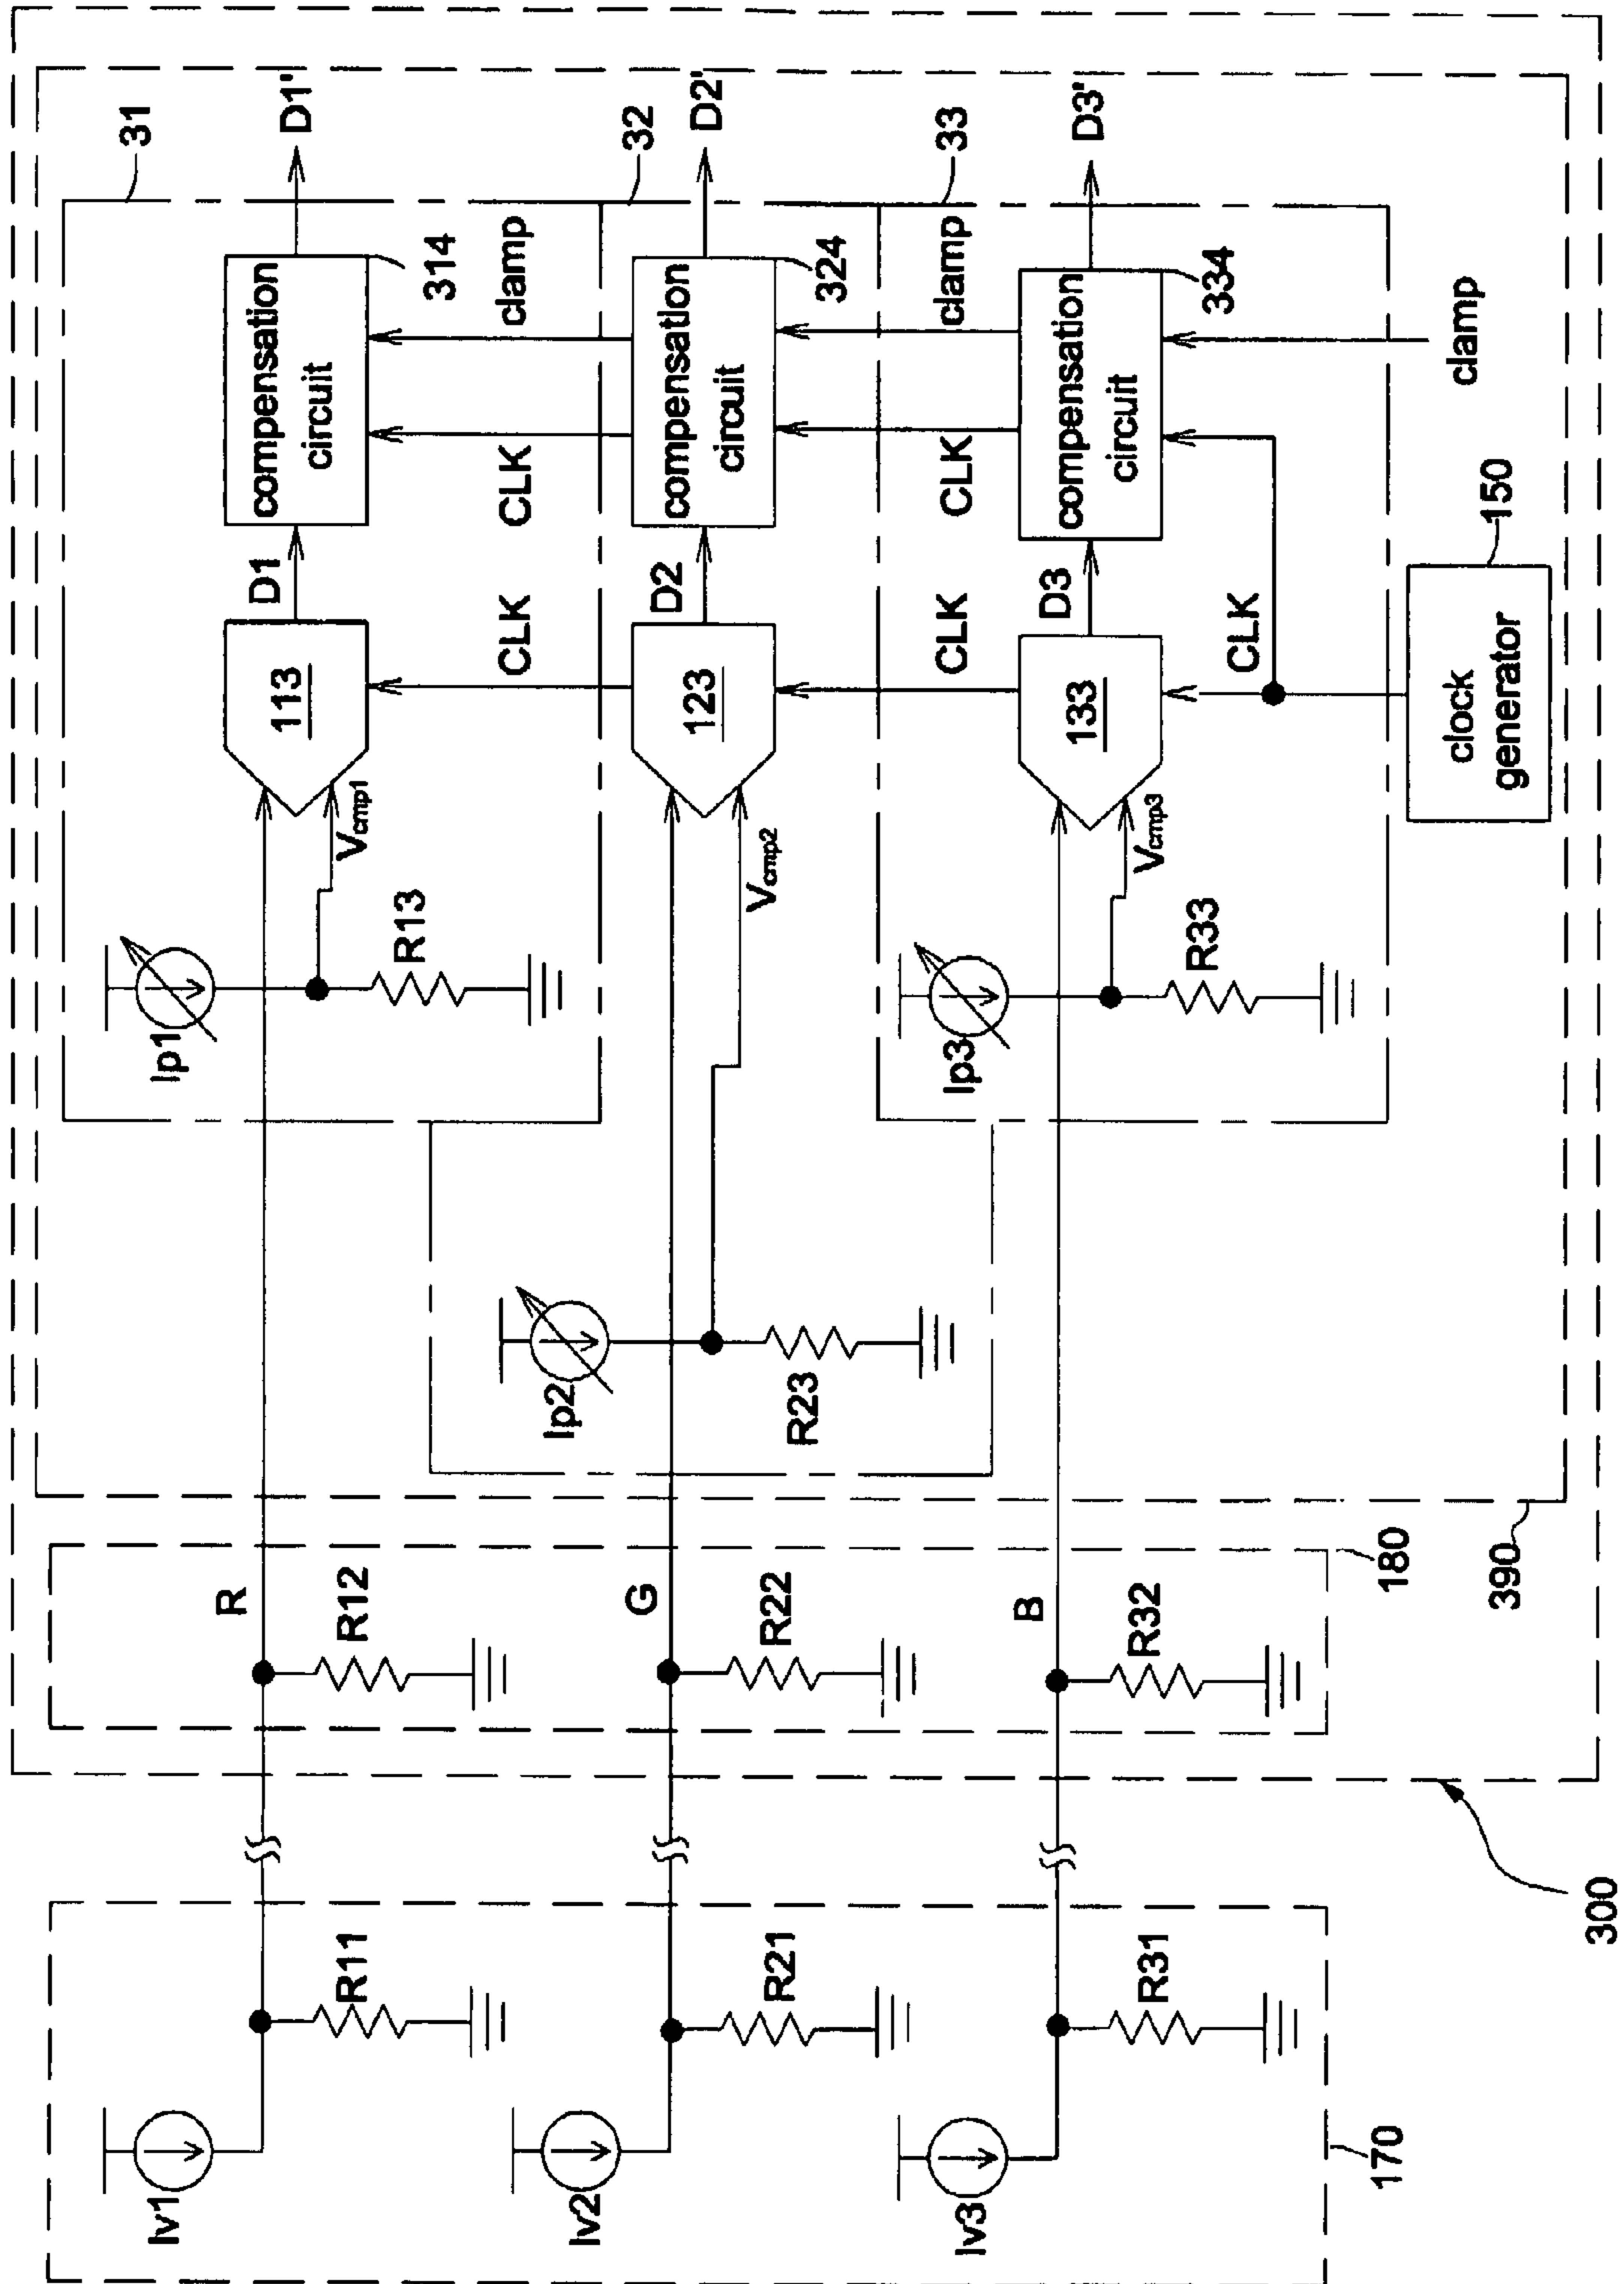 Iv1
R11
R
R12
Ip1
R13
Vcmp1
113
D1
compensation
circuit
314
D1'
31
CLK
CLK
clamp
Iv2
R21
G
R22
Ip2
R23
Vcmp2
123
D2
compensation
circuit
324
D2'
32
CLK
CLK
clamp
Iv3
R31
B
R32
Ip3
R33
Vcmp3
133
D3
compensation
circuit
334
D3'
33
CLK
clamp
clock
generator
150
170
180
390
300